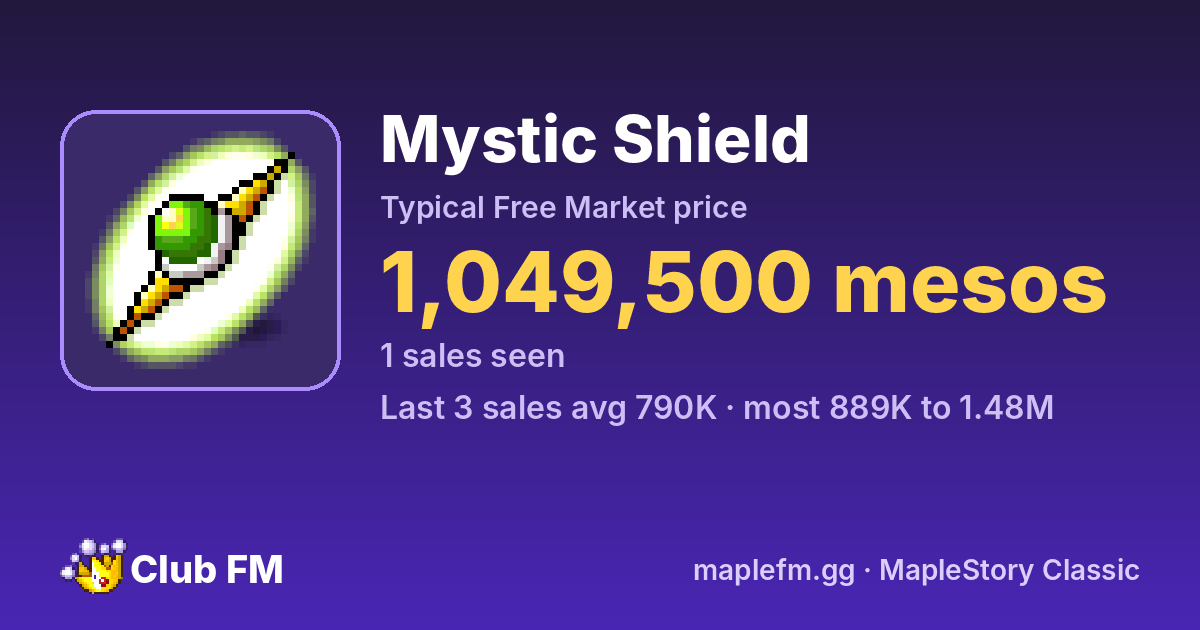 Mystic Shield
Typical Free Market price
1,049,500 mesos
1 sales seen
Last 3 sales avg 790K · most 889K to 1.48M
Club FM
maplefm.gg · MapleStory Classic